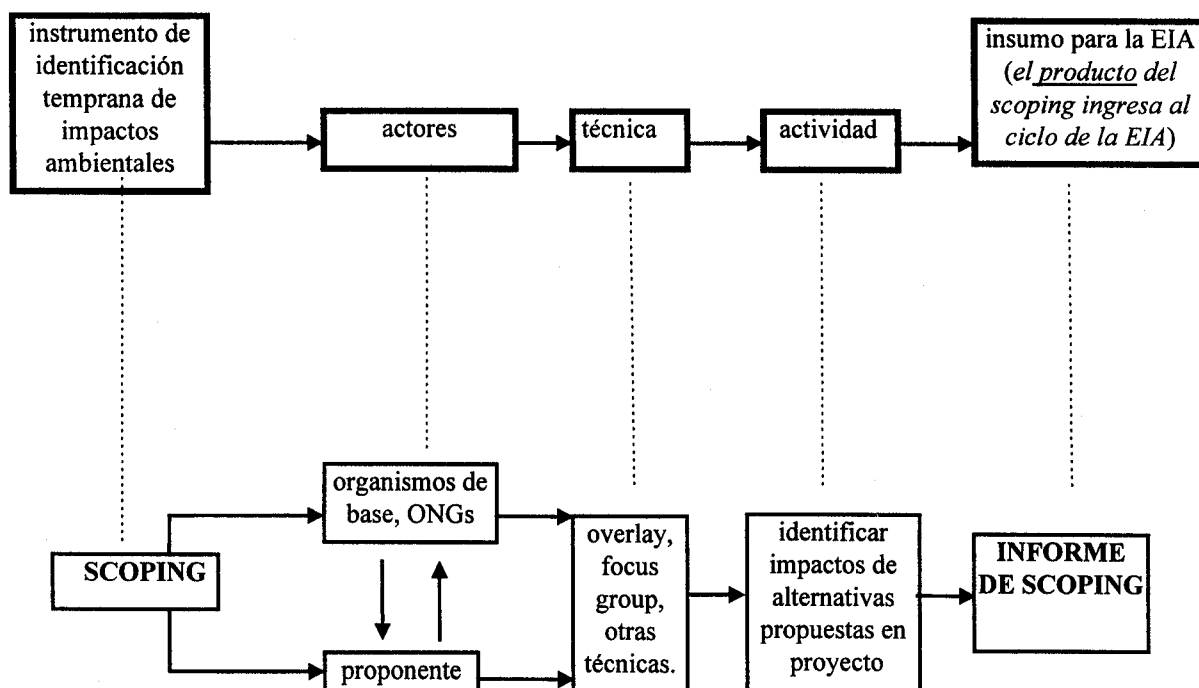 instrumento de
identificación
temprana de
impactos
ambientales
actores
técnica
actividad
insumo para la EIA
(el producto del
scoping ingresa al
ciclo de la EIA)
SCOPING
organismos de
base, ONGs
proponente
overlay,
focus
group,
otras
técnicas.
identificar
impactos de
alternativas
propuestas en
proyecto
INFORME
DE SCOPING